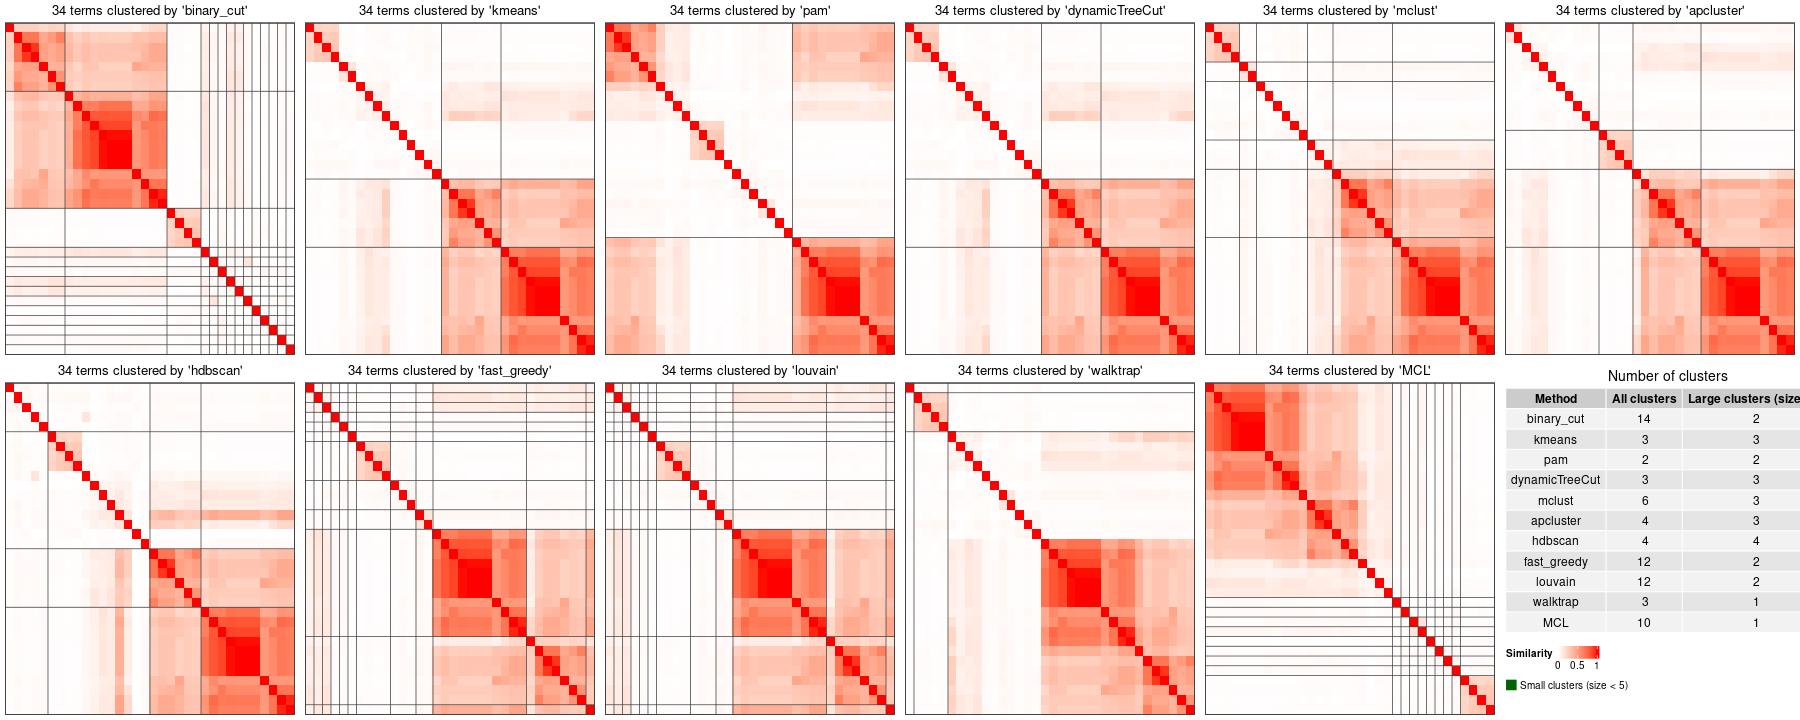 34 terms clustered by 'binary_cut'
34 terms clustered by 'kmeans'
34 terms clustered by 'pam'
34 terms clustered by 'dynamicTreeCut'
34 terms clustered by 'mclust'
34 terms clustered by 'apcluster'
34 terms clustered by 'hdbscan'
34 terms clustered by 'fast_greedy'
34 terms clustered by 'louvain'
34 terms clustered by 'walktrap'
34 terms clustered by 'MCL'
Number of clusters
Method All clusters Large clusters (size
binary_cut 14 2
kmeans 3 3
pam 2 2
dynamicTreeCut 3 3
mclust 6 3
apcluster 4 3
hdbscan 4 4
fast_greedy 12 2
louvain 12 2
walktrap 3 1
MCL 10 1
Similarity
0 0.5 1
Small clusters (size < 5)